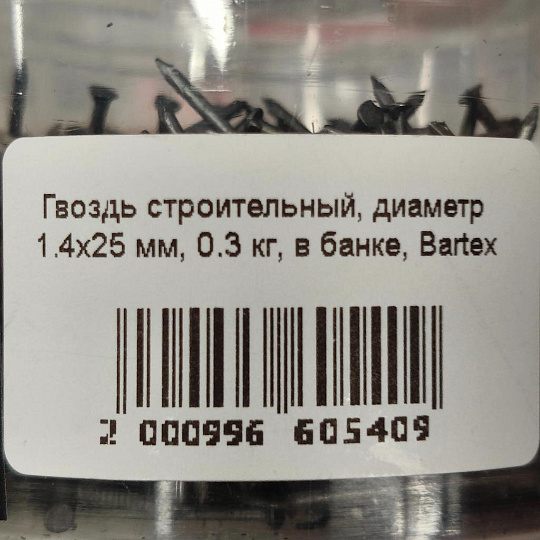 Гвоздь строительный, диаметр
1.4x25 мм, 0.3 кг, в банке, Bartex
2 000996 605409